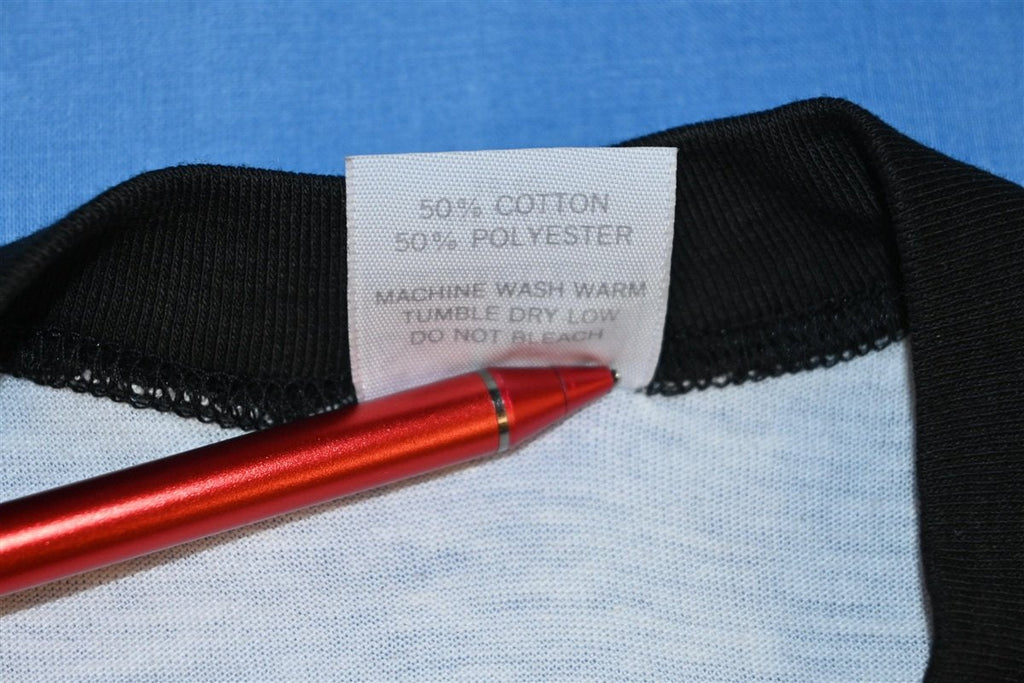 50% COTTON
50% POLYESTER
MACHINE WASH WARM
TUMBLE DRY LOW
DO NOT BLEACH